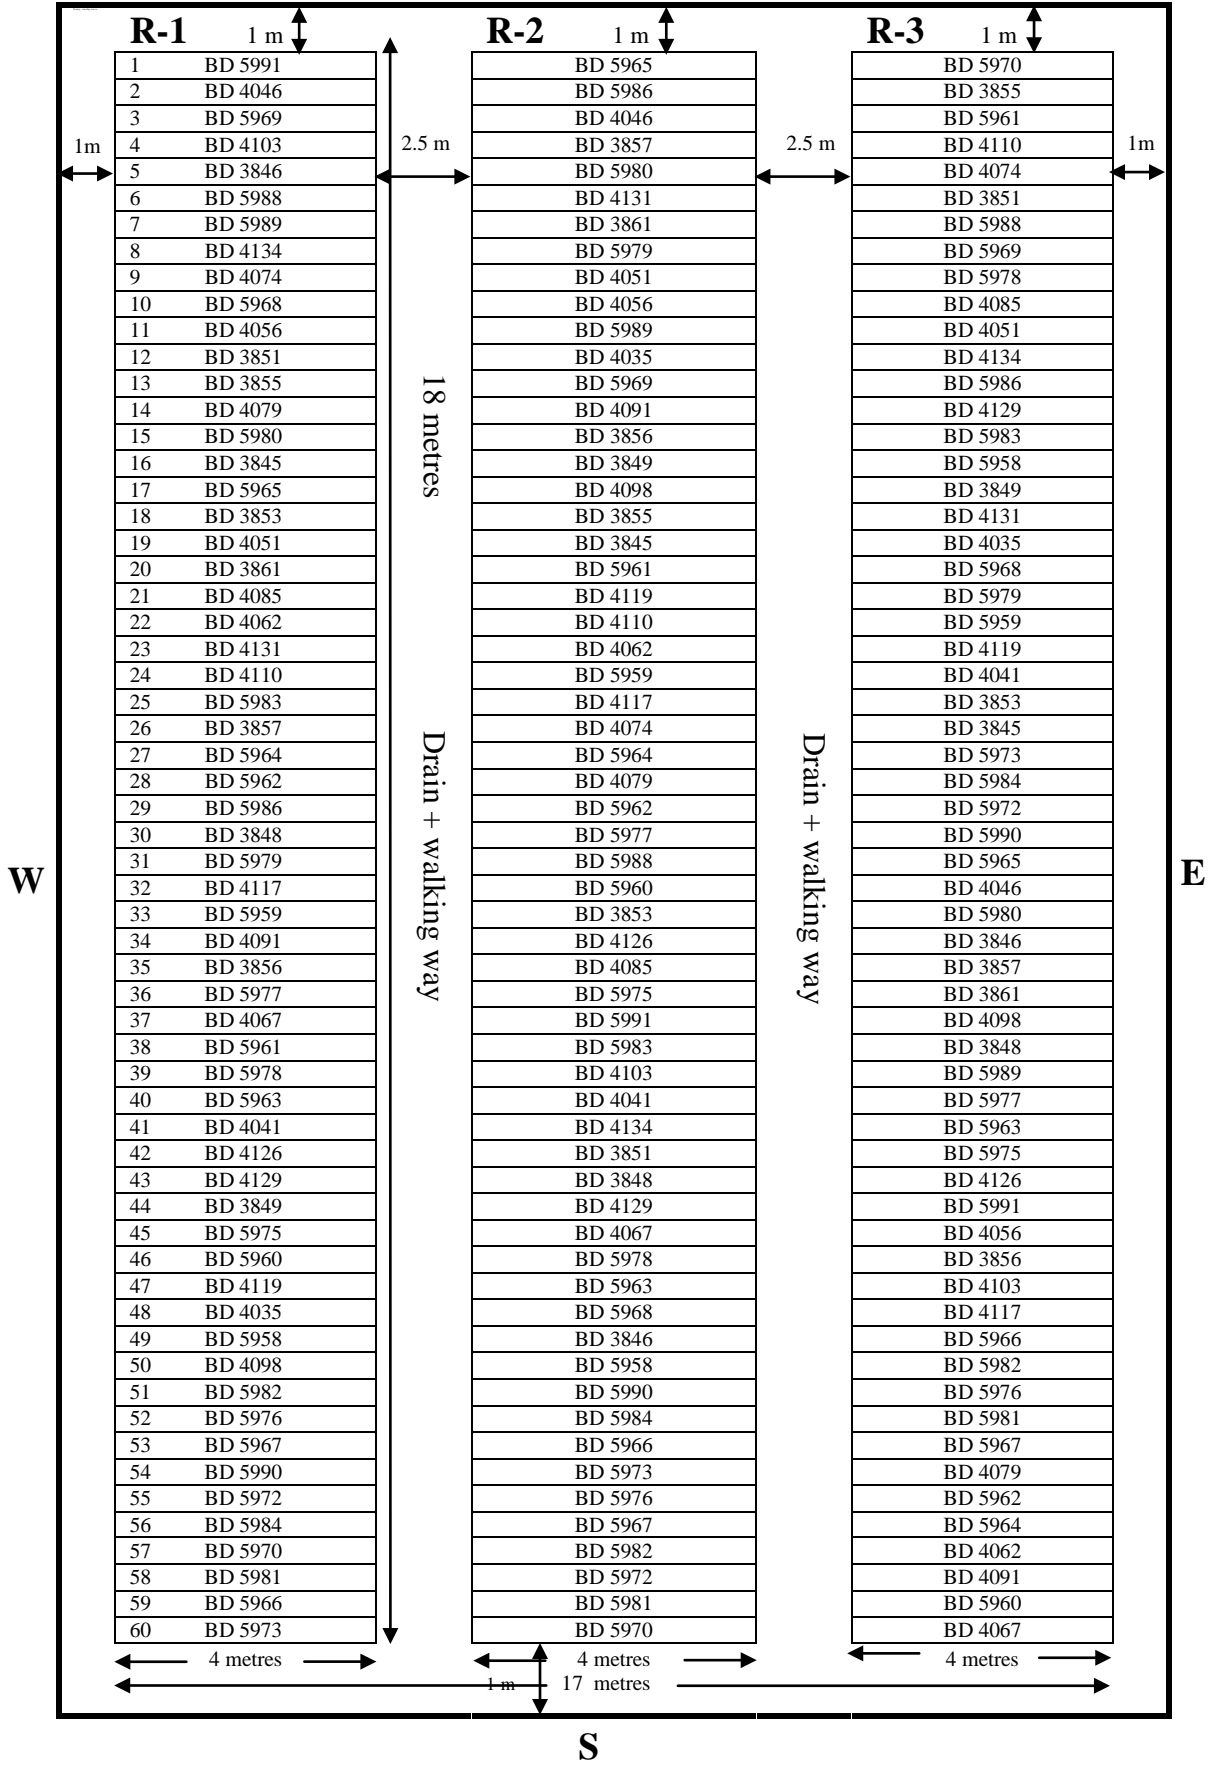 R-1 1 m R-2 1 m R-3 1 m
1 BD 5991 BD 5965 BD 5970
2 BD 4046 BD 5986 BD 3855
3 BD 5969 BD 4046 BD 5961
4 BD 4103 BD 3857 BD 4110
1m 2.5 m 2.5 m 1m
5 BD 3846 BD 5980 BD 4074
6 BD 5988 BD 4131 BD 3851
7 BD 5989 BD 3861 BD 5988
8 BD 4134 BD 5979 BD 5969
9 BD 4074 BD 4051 BD 5978
10 BD 5968 BD 4056 BD 4085
11 BD 4056 BD 5989 BD 4051
12 BD 3851 BD 4035 BD 4134
13 BD 3855 BD 5969 BD 5986
14 BD 4079 BD 4091 BD 4129
15 BD 5980 BD 3856 BD 5983
16 BD 3845 BD 3849 BD 5958
17 BD 5965 BD 4098 BD 3849
18 BD 3853 BD 3855 BD 4131
19 BD 4051 BD 3845 BD 4035
20 BD 3861 BD 5961 BD 5968
21 BD 4085 BD 4119 BD 5979
22 BD 4062 BD 4110 BD 5959
23 BD 4131 BD 4062 BD 4119
24 BD 4110 BD 5959 BD 4041
25 BD 5983 BD 4117 BD 3853
26 BD 3857 BD 4074 BD 3845
27 BD 5964 BD 5964 BD 5973
28 BD 5962 BD 4079 BD 5984
29 BD 5986 BD 5962 BD 5972
30 BD 3848 BD 5977 BD 5990
31 BD 5979 BD 5988 BD 5965
32 BD 4117 BD 5960 BD 4046
33 BD 5959 BD 3853 BD 5980
34 BD 4091 BD 4126 BD 3846
35 BD 3856 BD 4085 BD 3857
36 BD 5977 BD 5975 BD 3861
37 BD 4067 BD 5991 BD 4098
38 BD 5961 BD 5983 BD 3848
39 BD 5978 BD 4103 BD 5989
40 BD 5963 BD 4041 BD 5977
41 BD 4041 BD 4134 BD 5963
42 BD 4126 BD 3851 BD 5975
43 BD 4129 BD 3848 BD 4126
44 BD 3849 BD 4129 BD 5991
45 BD 5975 BD 4067 BD 4056
46 BD 5960 BD 5978 BD 3856
47 BD 4119 BD 5963 BD 4103
48 BD 4035 BD 5968 BD 4117
49 BD 5958 BD 3846 BD 5966
50 BD 4098 BD 5958 BD 5982
51 BD 5982 BD 5990 BD 5976
52 BD 5976 BD 5984 BD 5981
53 BD 5967 BD 5966 BD 5967
54 BD 5990 BD 5973 BD 4079
55 BD 5972 BD 5976 BD 5962
56 BD 5984 BD 5967 BD 5964
57 BD 5970 BD 5982 BD 4062
58 BD 5981 BD 5972 BD 4091
59 BD 5966 BD 5981 BD 5960
60 BD 5973 BD 5970 BD 4067
18 metres
Drain + walking way
Drain + walking way
W
E
4 metres 4 metres 4 metres
1 m 17 metres
S